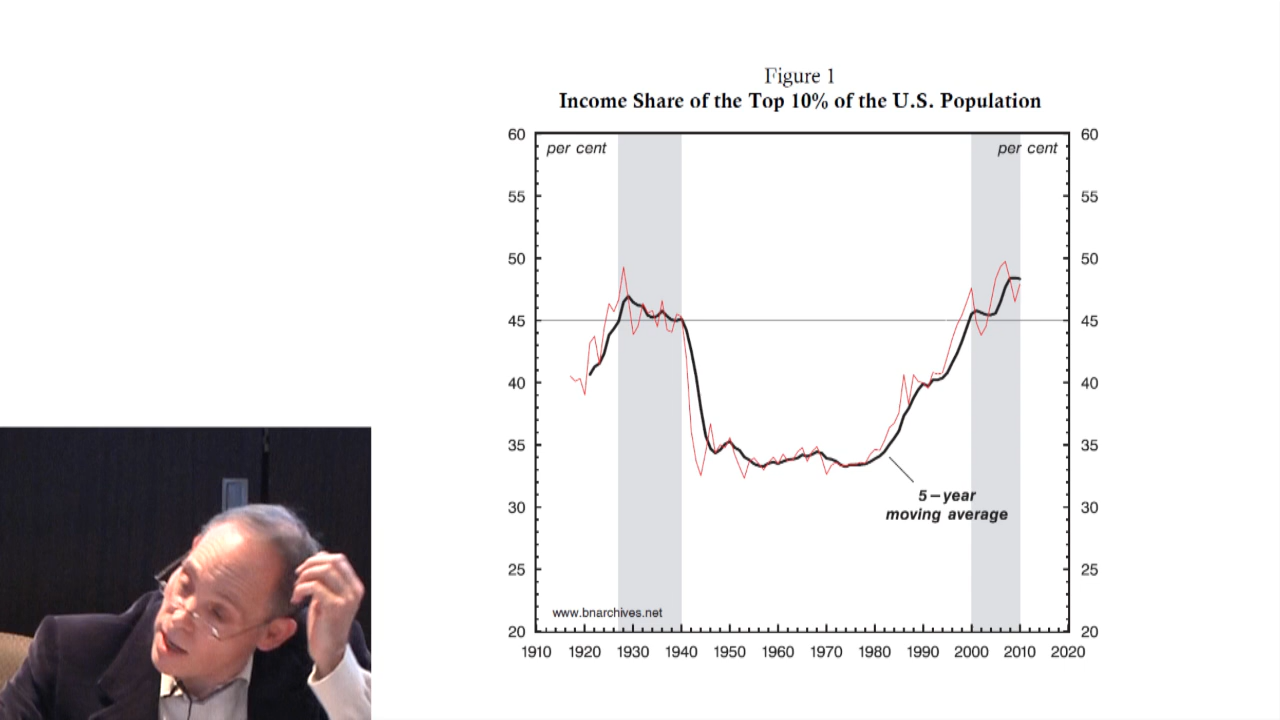 Figure 1
Income Share of the Top 10% of the U.S. Population
60 60
per cent per cent
55 55
50 50
45 45
40 40
35 35
5–year
moving average
30 30
25 25
www.bnarchives.net
20 20
1910 1920 1930 1940 1950 1960 1970 1980 1990 2000 2010 2020